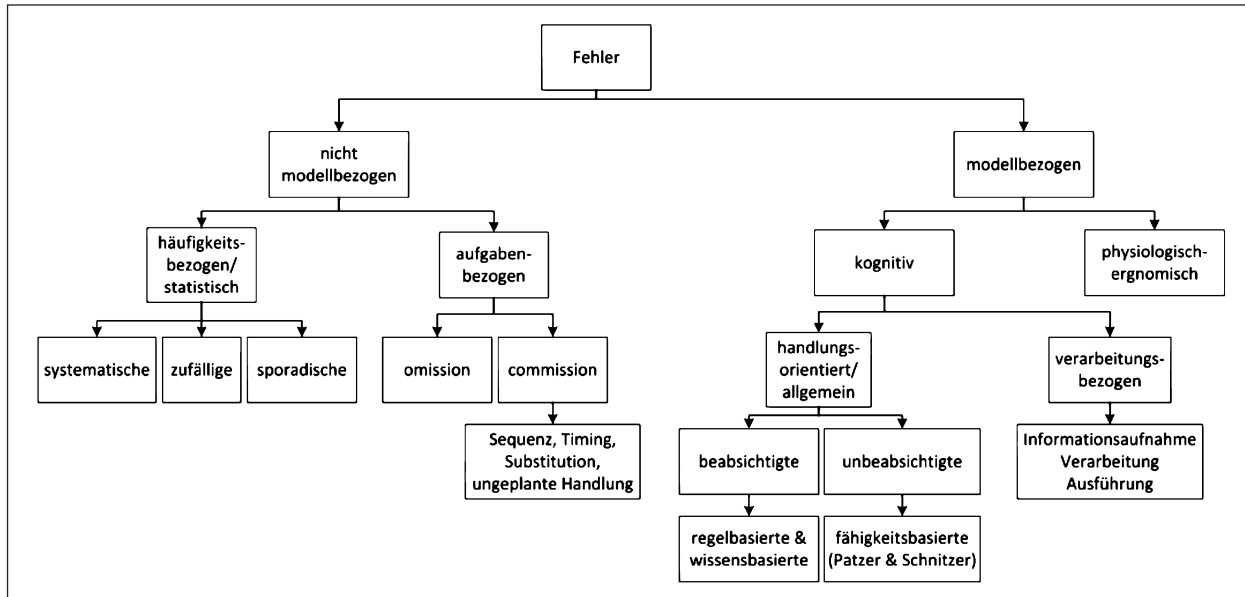 Fehler
nicht
modellbezogen
modellbezogen
häufigkeits-
bezogen/
statistisch
aufgaben-
bezogen
kognitiv
physiologisch-
ergnomisch
systematische
zufällige
sporadische
omission
commission
handlungs-
orientiert/
allgemein
verarbeitungs-
bezogen
Sequenz, Timing,
Substitution,
ungeplante Handlung
beabsichtigte
unbeabsichtigte
Informationsaufnahme
Verarbeitung
Ausführung
regelbasierte &
wissensbasierte
fähigkeitsbasierte
(Patzer & Schnitzer)